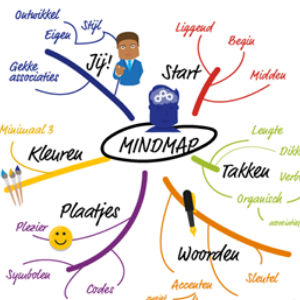 Ontwikkel
Eigen
Stijl
Gekke
associaties
Jij!
Liggend
Begin
Midden
Start
MINDMAP
Minimaal 3
Kleuren
Lengte
Takken
Organisch
Plaatjes
Plezier
Symbolen
Codes
Woorden
Accenten
Sleutel